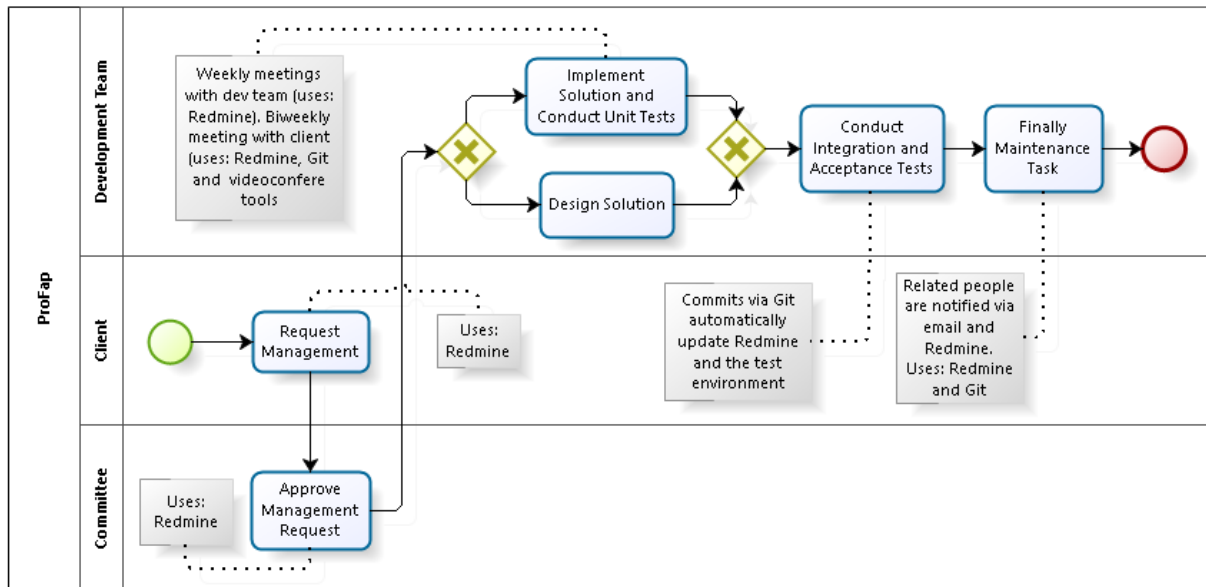 ProFap
Development Team
Weekly meetings
with dev team (uses:
Redmine). Biweekly
meeting with client
(uses: Redmine, Git
and videoconfere
tools
Implement
Solution and
Conduct Unit Tests
Design Solution
Conduct
Integration and
Acceptance Tests
Finally
Maintenance
Task
Client
Request
Management
Uses:
Redmine
Commits via Git
automatically
update Redmine
and the test
environment
Related people
are notified via
email and
Redmine.
Uses: Redmine
and Git
Committee
Uses:
Redmine
Approve
Management
Request